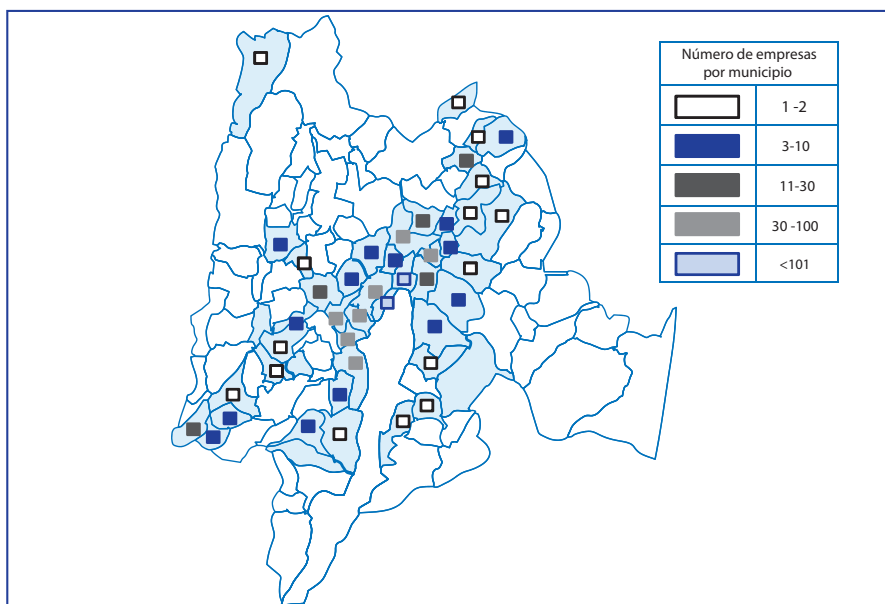 Número de empresas
por municipio
1 -2
3-10
11-30
30 -100
<101